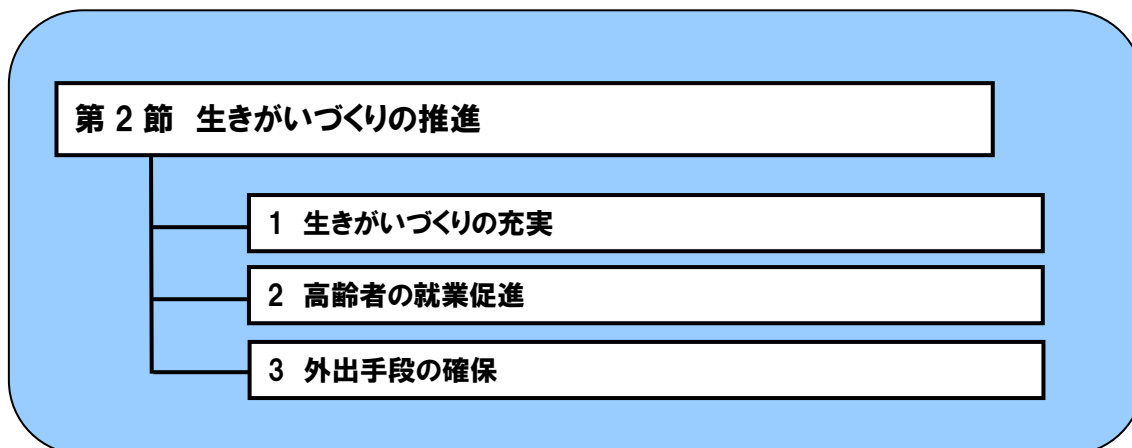 第 2 節 生きがいづくりの推進
1 生きがいづくりの充実
2 高齢者の就業促進
3 外出手段の確保